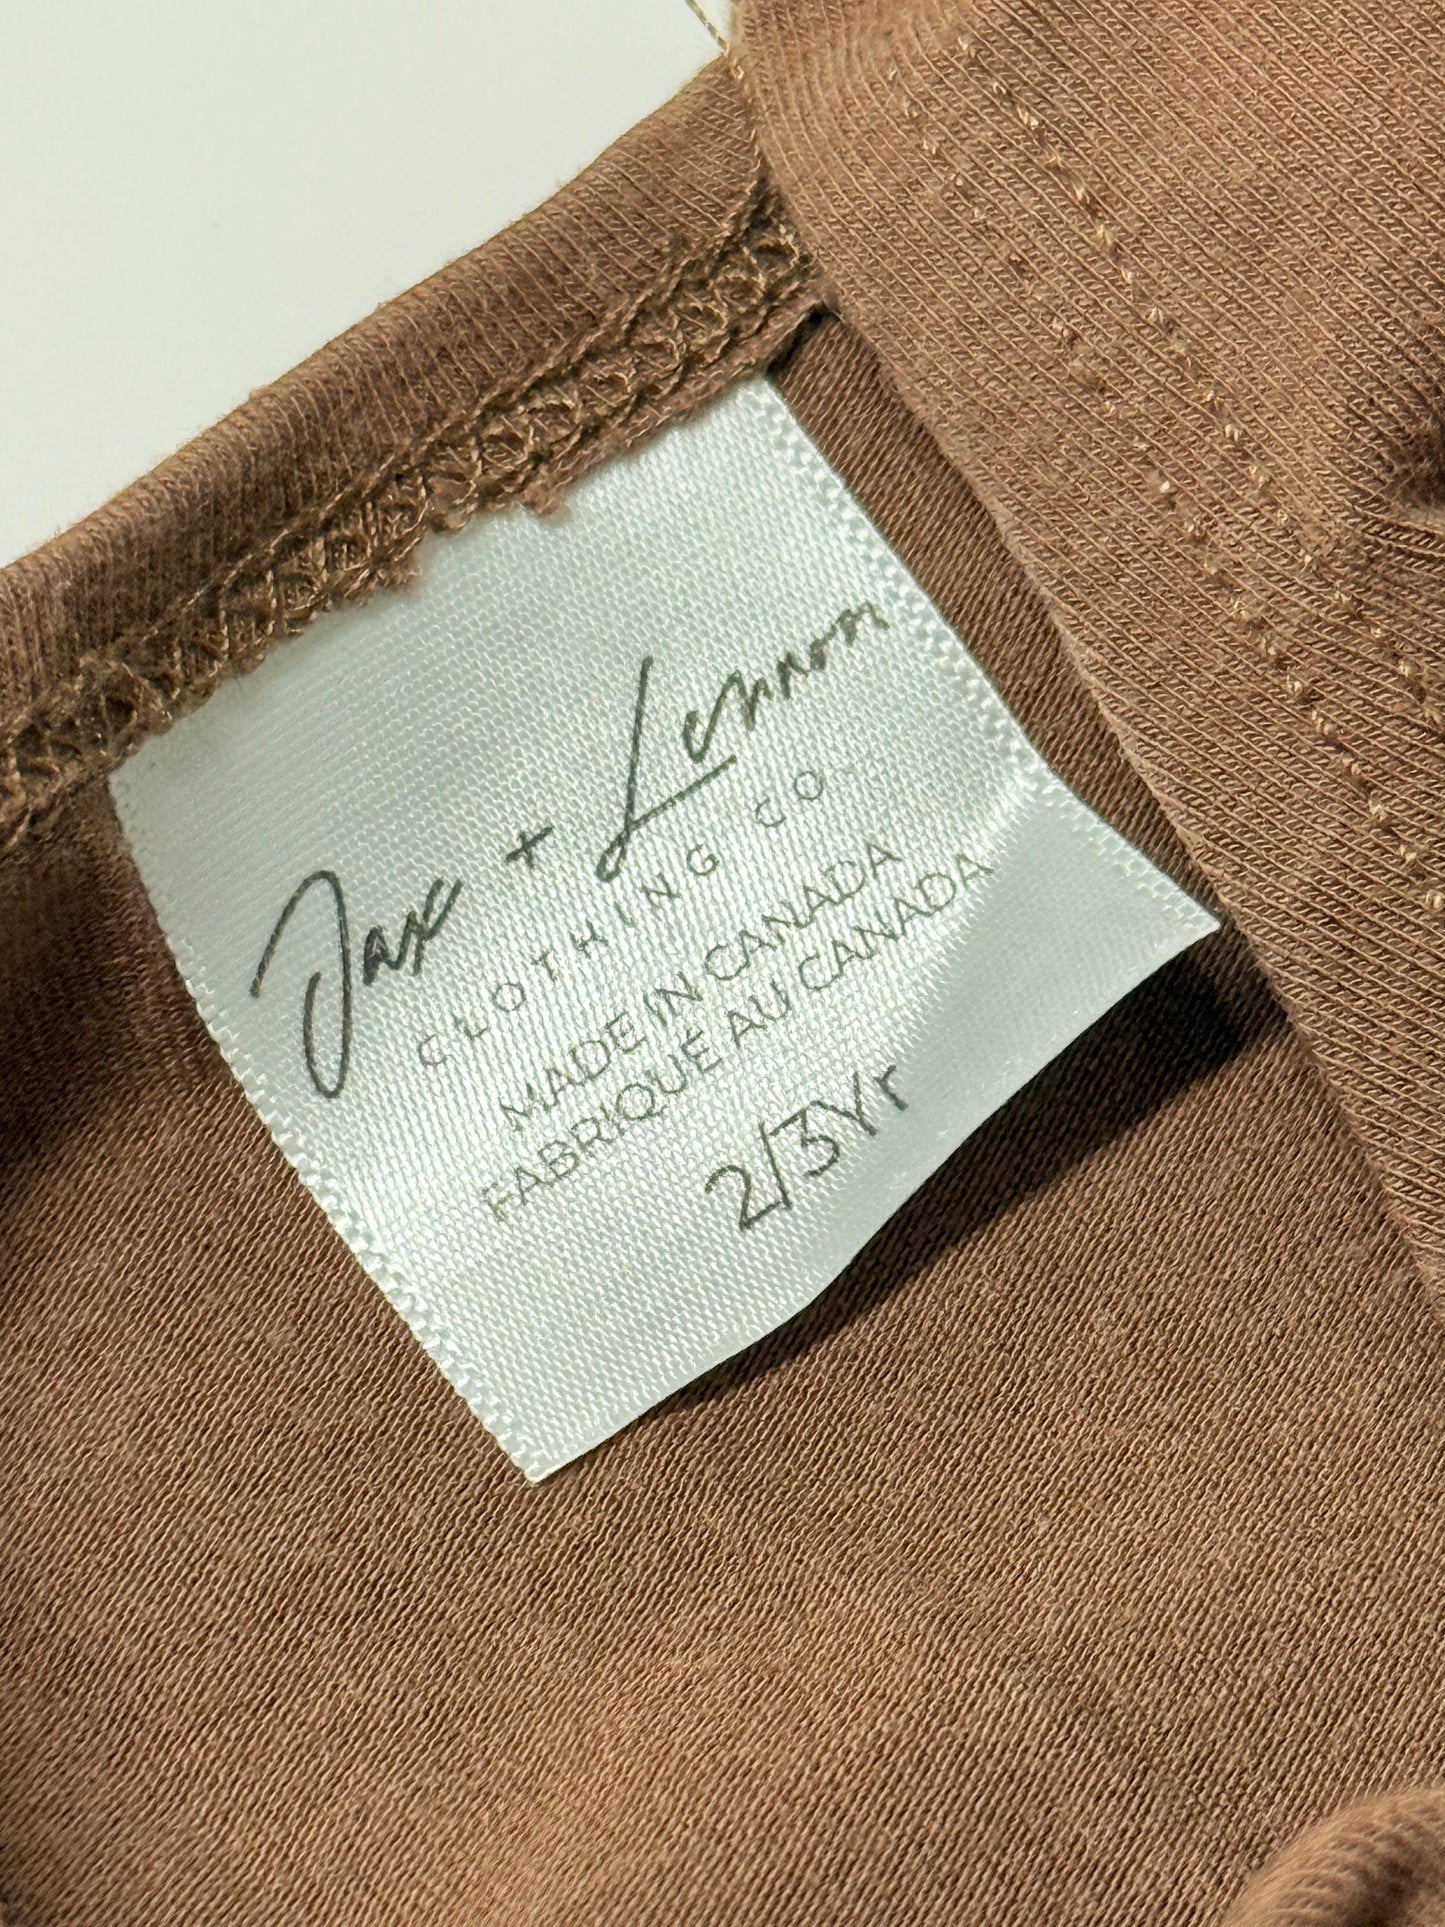 Jax + Lennon
CLOTHING CO
MADE IN CANADA
FABRIQUÉ AU CANADA
2/3Yr